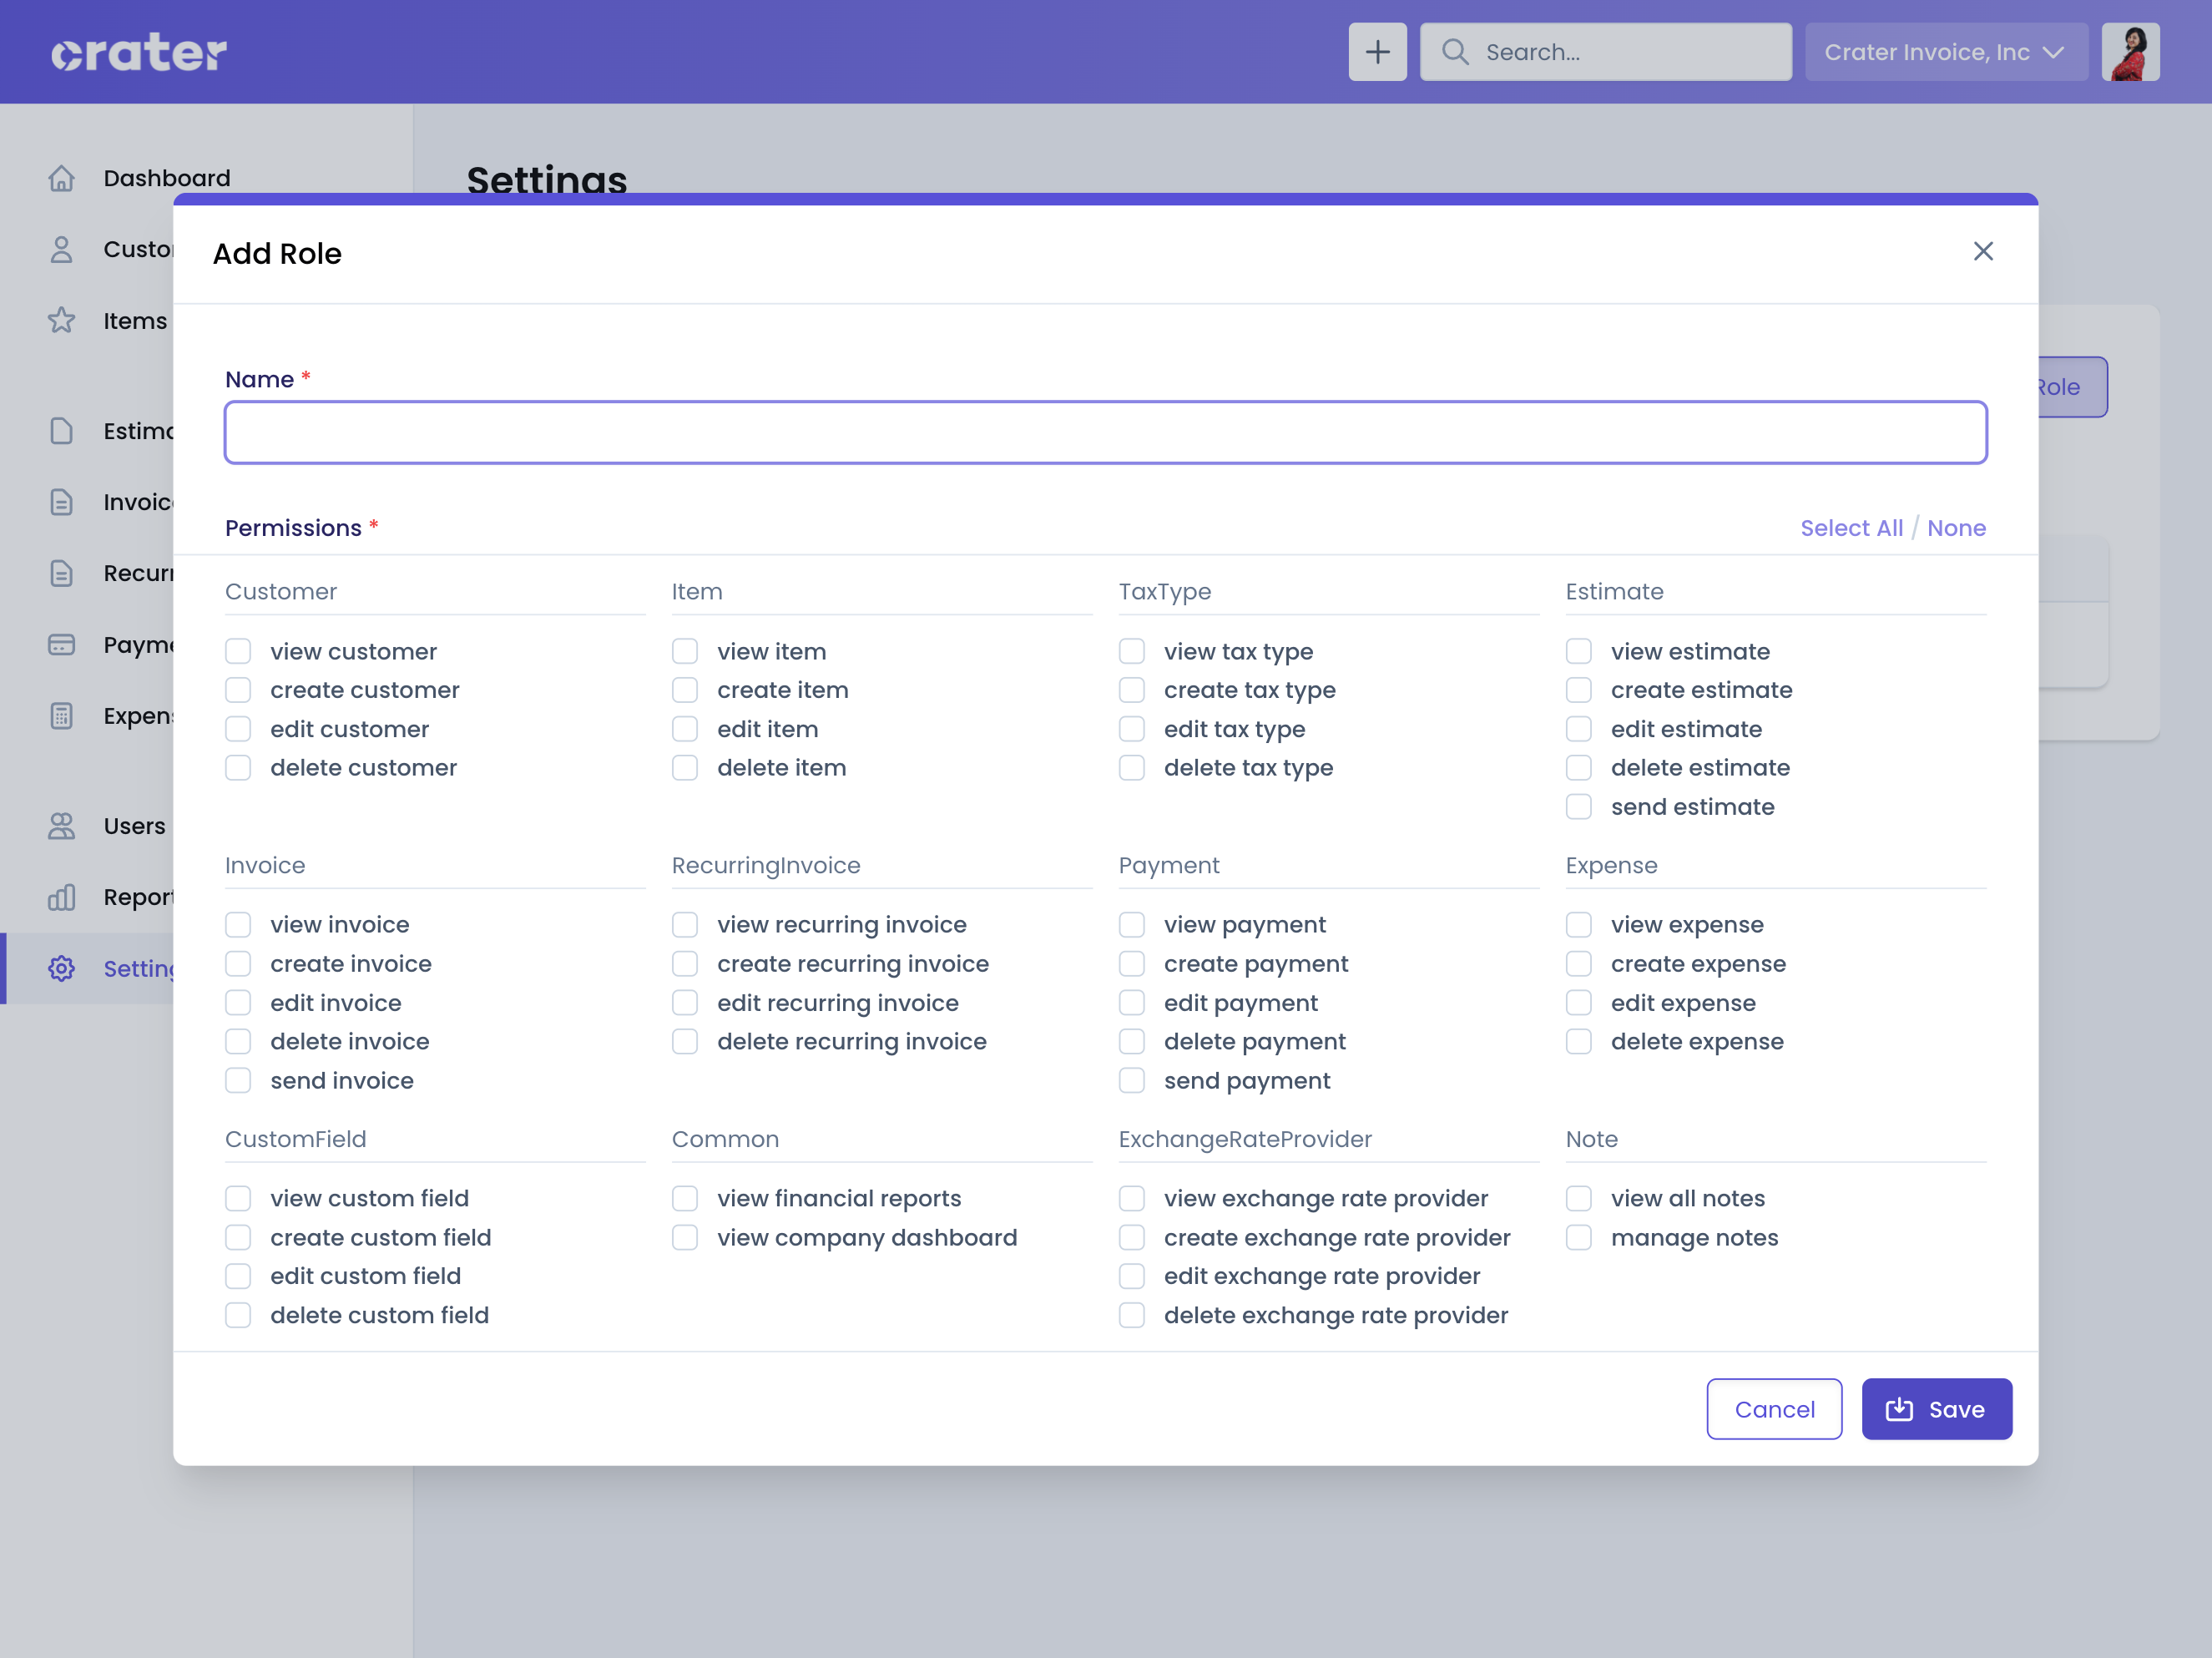 crater
Search...
Crater Invoice, Inc
Dashboard
Settings
Custo
Items
Estima
Invoic
Recurr
Payme
Expens
Users
Report
Setting
Role
Add Role
Name *
Permissions *
Select All / None
Customer
view customer
create customer
edit customer
delete customer
Item
view item
create item
edit item
delete item
TaxType
view tax type
create tax type
edit tax type
delete tax type
Estimate
view estimate
create estimate
edit estimate
delete estimate
send estimate
Invoice
view invoice
create invoice
edit invoice
delete invoice
send invoice
RecurringInvoice
view recurring invoice
create recurring invoice
edit recurring invoice
delete recurring invoice
Payment
view payment
create payment
edit payment
delete payment
send payment
Expense
view expense
create expense
edit expense
delete expense
CustomField
view custom field
create custom field
edit custom field
delete custom field
Common
view financial reports
view company dashboard
ExchangeRateProvider
view exchange rate provider
create exchange rate provider
edit exchange rate provider
delete exchange rate provider
Note
view all notes
manage notes
Cancel
Save